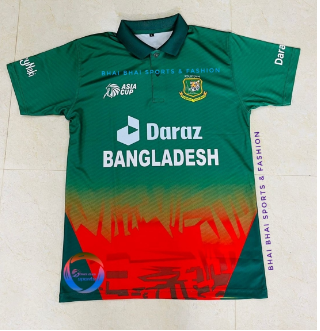 BHAI BHAI SPORTS & FASHION
ASIA
CUP
Daraz
BANGLADESH
Daraz
BHAI BHAI SPORTS & FASHION